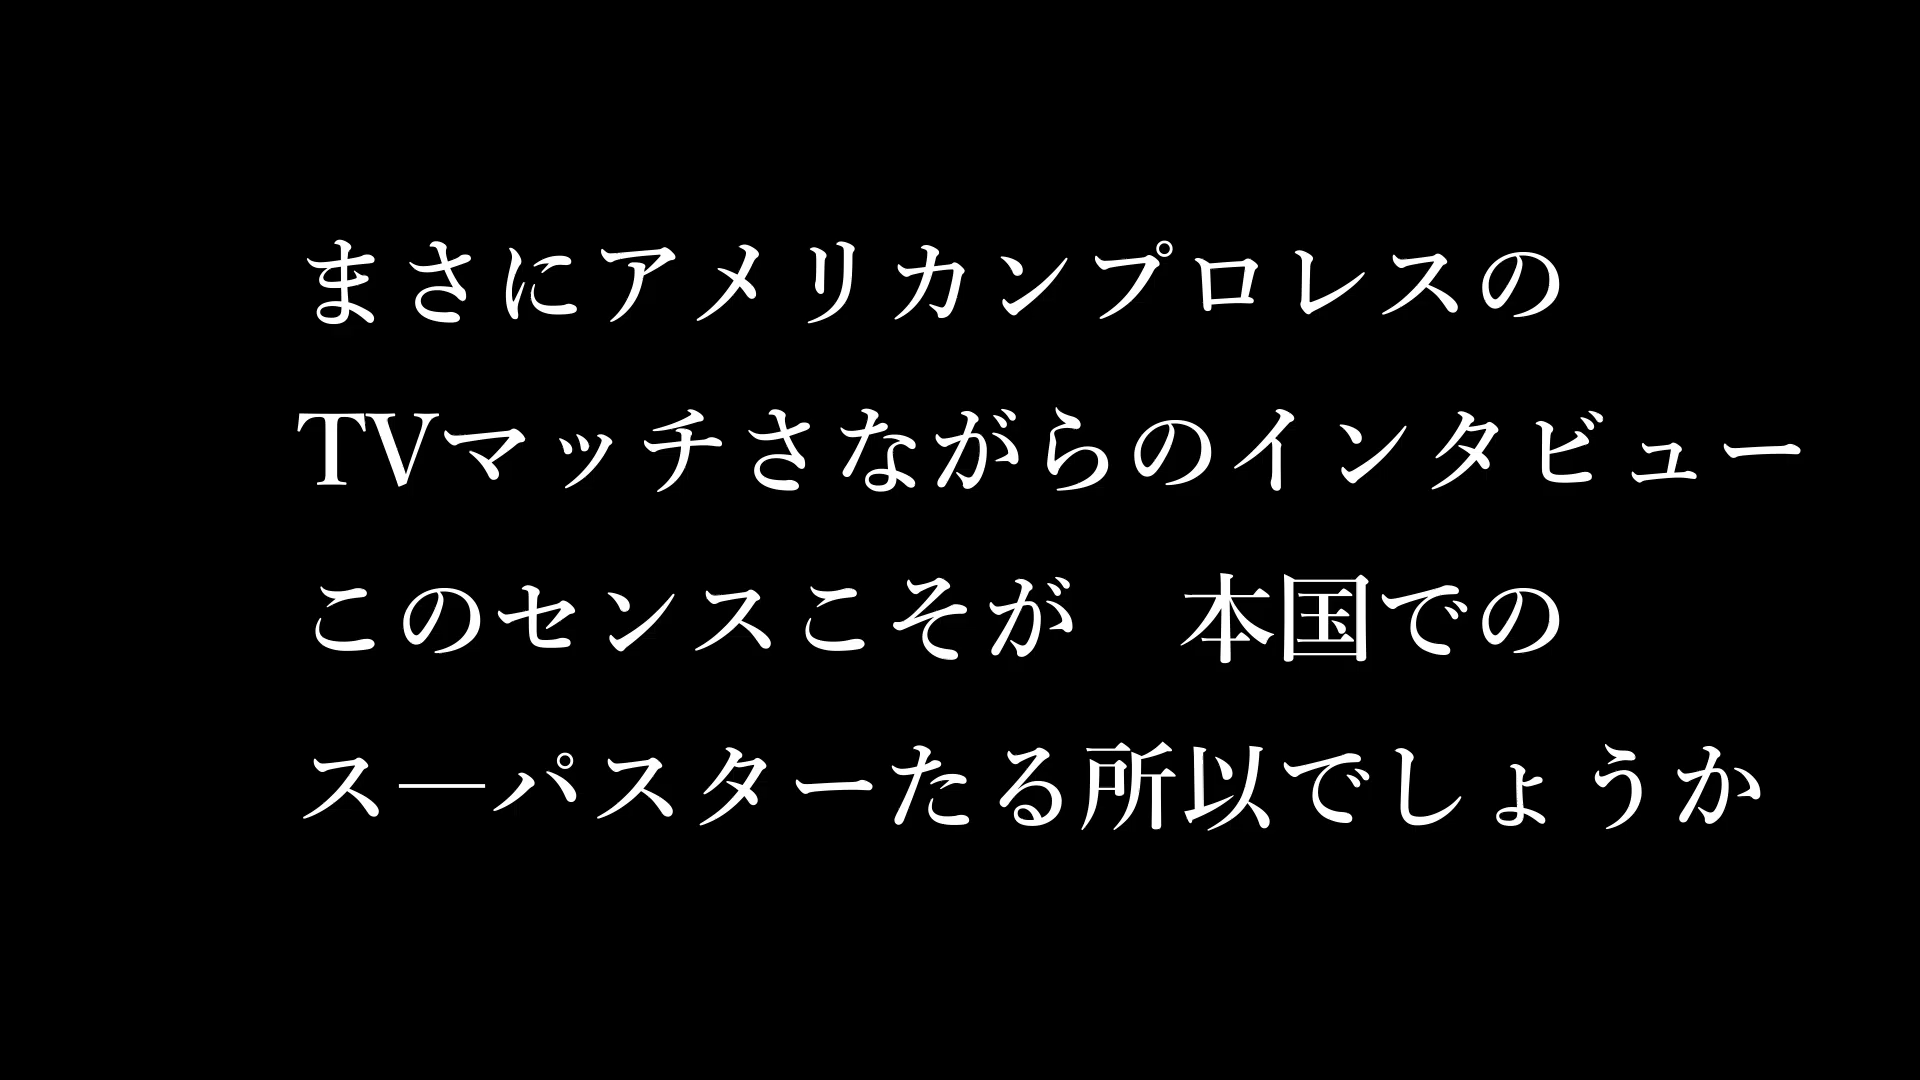 まさにアメリカンプロレスの
TVマッチさながらのインタビュー
このセンスこそが　本国での
ス―パスターたる所以でしょうか